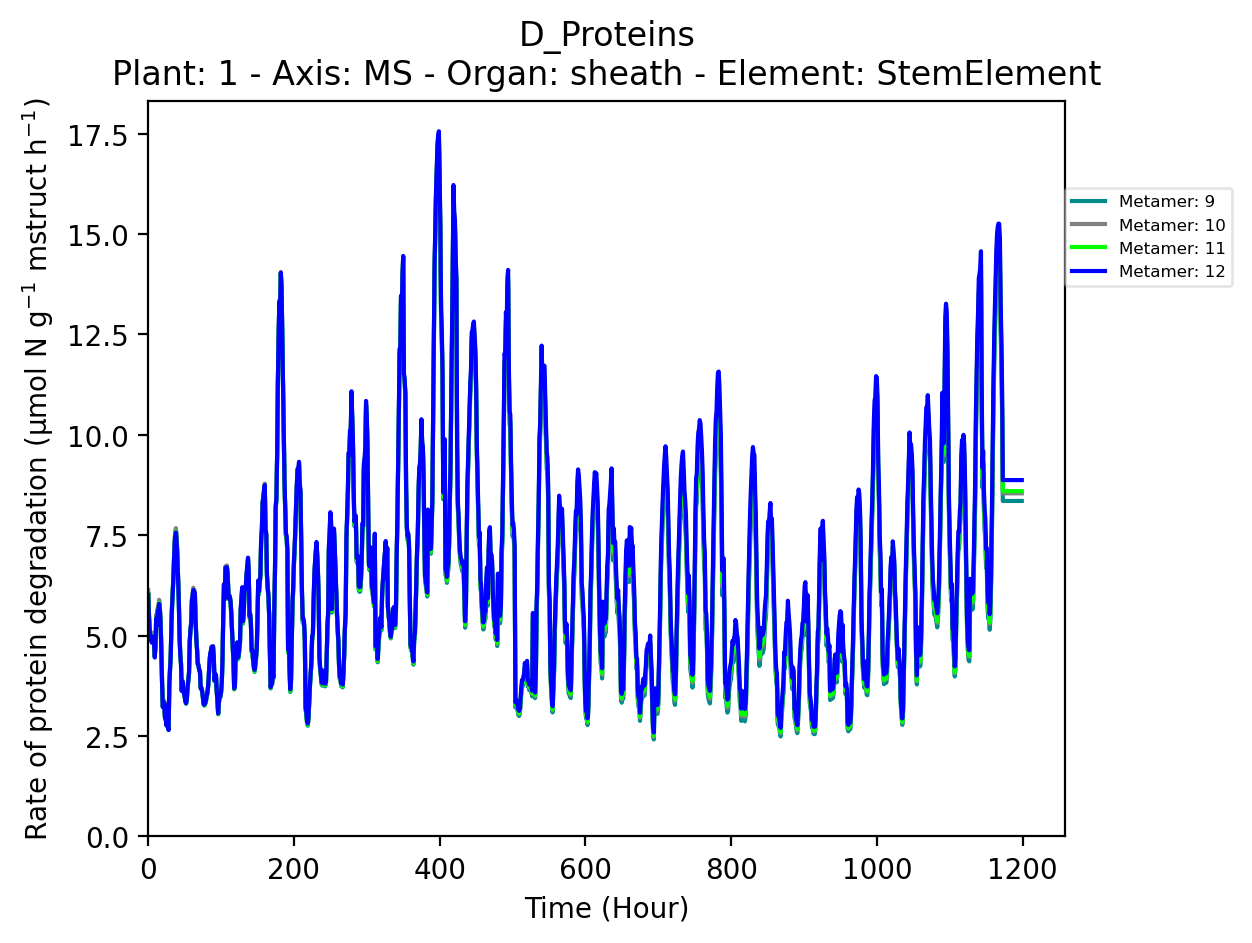 D_Proteins
Plant: 1 - Axis: MS - Organ: sheath - Element: StemElement
Rate of protein degradation (µmol N g⁻¹ mstruct h⁻¹)
17.5
15.0
12.5
10.0
7.5
5.0
2.5
0.0
Metamer: 9
Metamer: 10
Metamer: 11
Metamer: 12
0 200 400 600 800 1000 1200
Time (Hour)